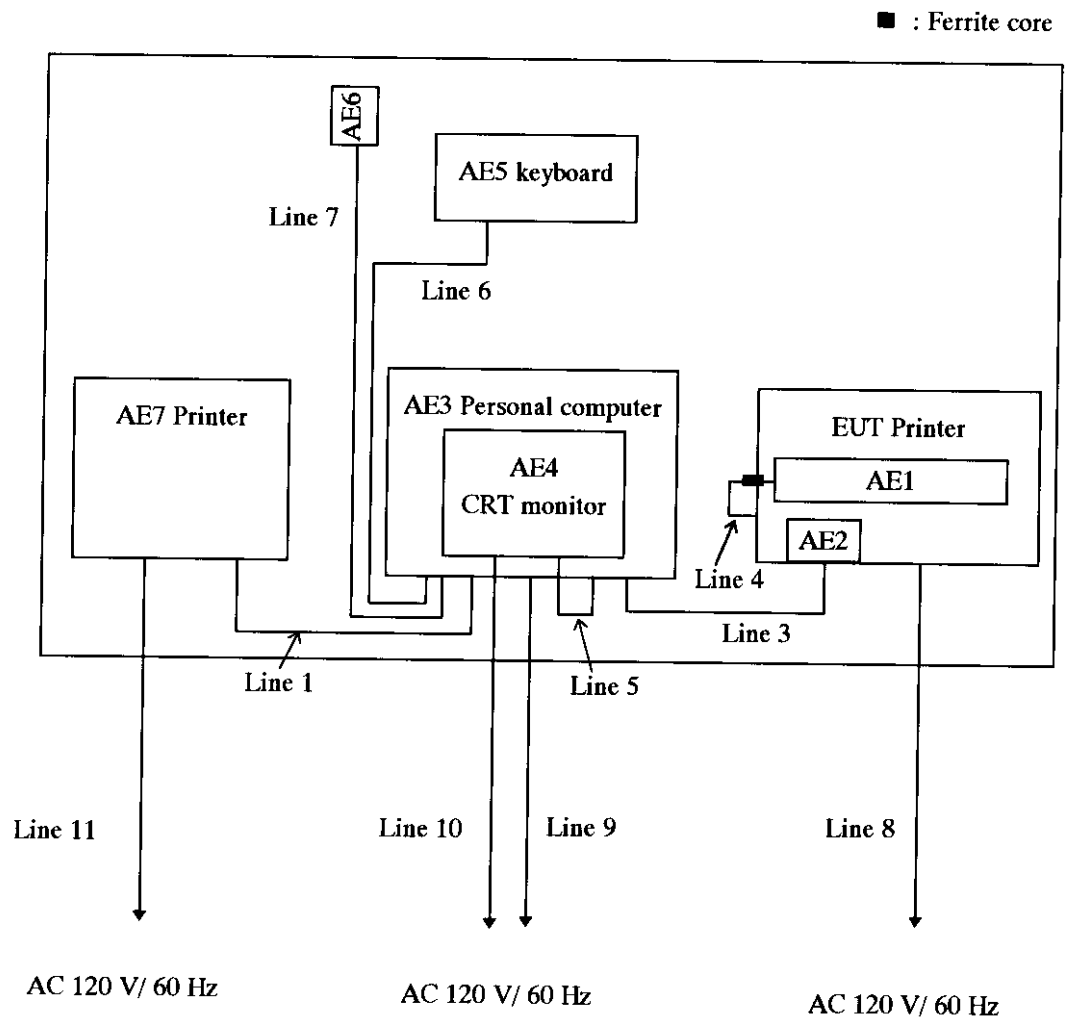 ■ : Ferrite core
AE6
AE5 keyboard
Line 7
Line 6
AE7 Printer
AE3 Personal computer
AE4
CRT monitor
EUT Printer
AE1
AE2
Line 4
Line 3
Line 1
Line 5
Line 11
Line 10
Line 9
Line 8
AC 120 V/ 60 Hz
AC 120 V/ 60 Hz
AC 120 V/ 60 Hz